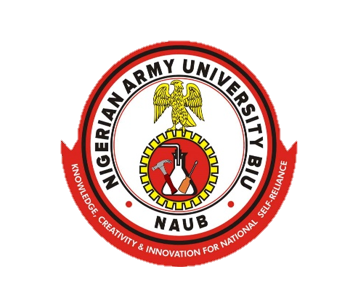 NIGERIAN ARMY UNIVERSITY BIU
NAUB
KNOWLEDGE, CREATIVITY & INNOVATION FOR NATIONAL SELF-RELIANCE